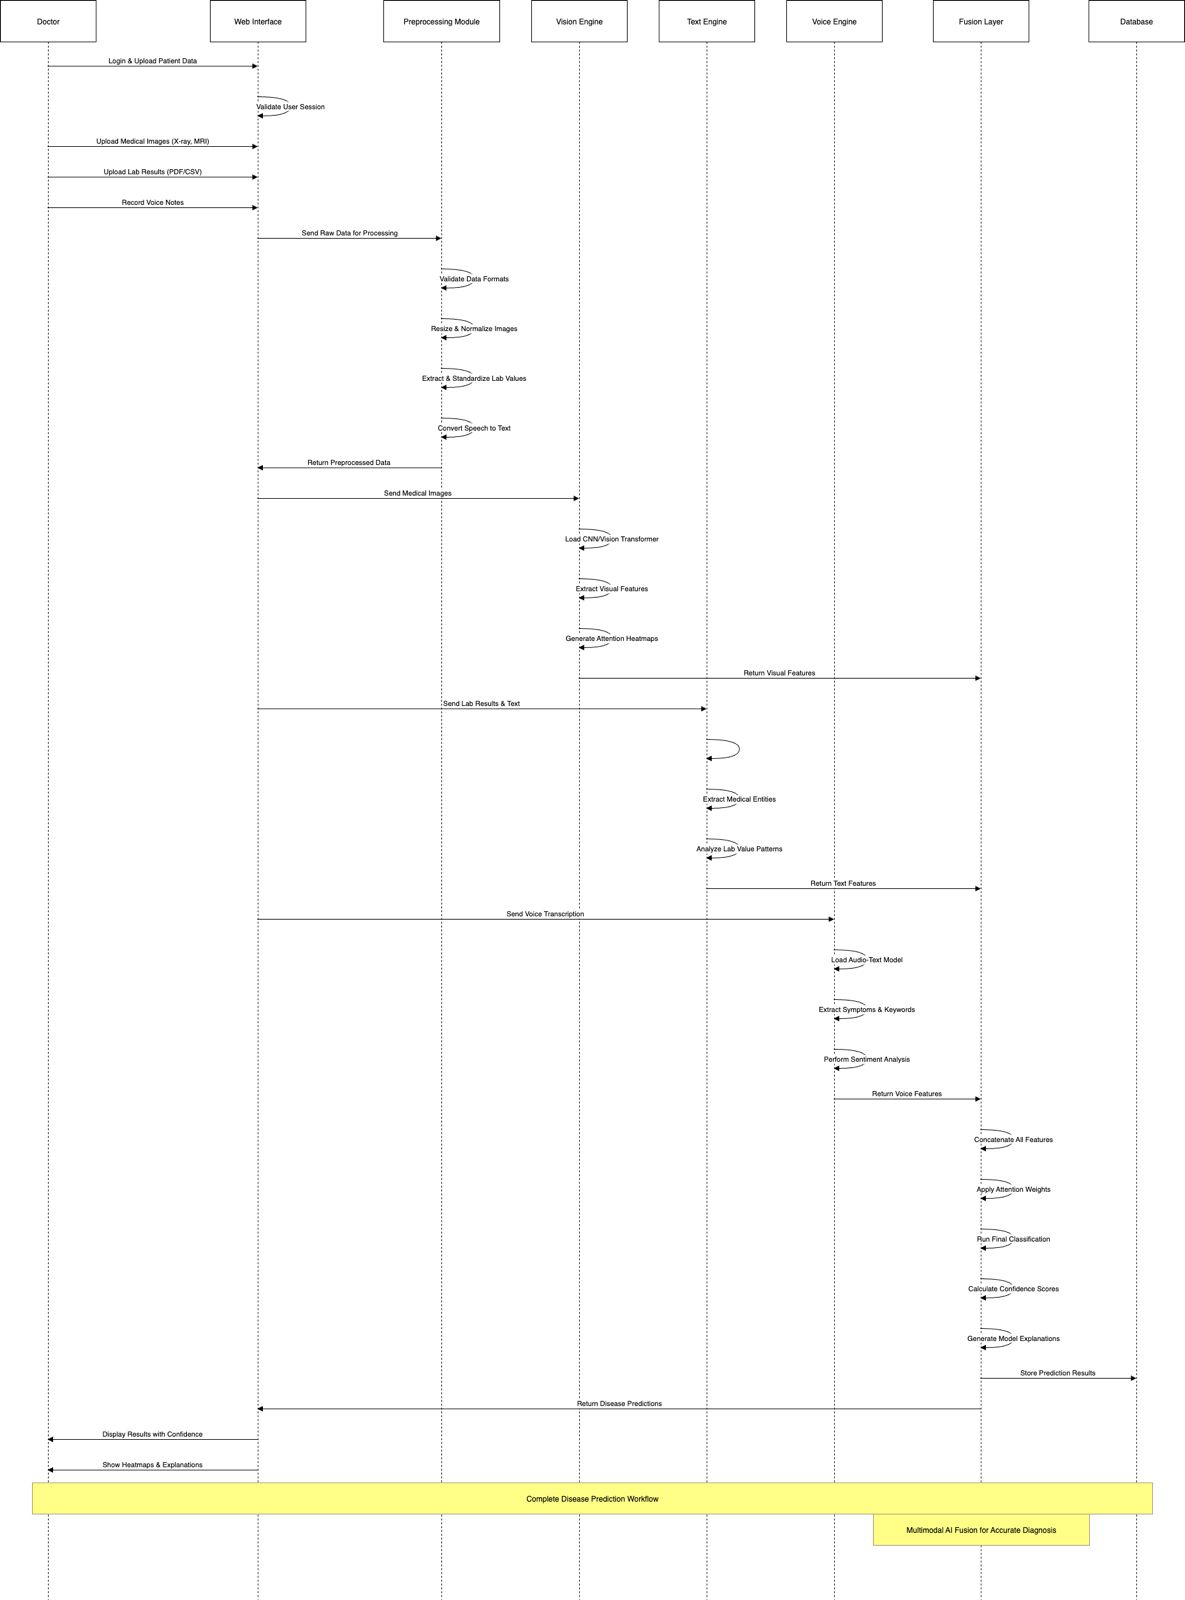 Doctor
Web Interface
Preprocessing Module
Vision Engine
Text Engine
Voice Engine
Fusion Layer
Database
Login & Upload Patient Data
Validate User Session
Upload Medical Images (X-ray, MRI)
Upload Lab Results (PDF/CSV)
Record Voice Notes
Send Raw Data for Processing
Validate Data Formats
Resize & Normalize Images
Extract & Standardize Lab Values
Convert Speech to Text
Return Preprocessed Data
Send Medical Images
Load CNN/Vision Transformer
Extract Visual Features
Generate Attention Heatmaps
Return Visual Features
Send Lab Results & Text
Extract Medical Entities
Analyze Lab Value Patterns
Return Text Features
Send Voice Transcription
Load Audio-Text Model
Extract Symptoms & Keywords
Perform Sentiment Analysis
Return Voice Features
Concatenate All Features
Apply Attention Weights
Run Final Classification
Calculate Confidence Scores
Generate Model Explanations
Store Prediction Results
Return Disease Predictions
Display Results with Confidence
Show Heatmaps & Explanations
Complete Disease Prediction Workflow
Multimodal AI Fusion for Accurate Diagnosis